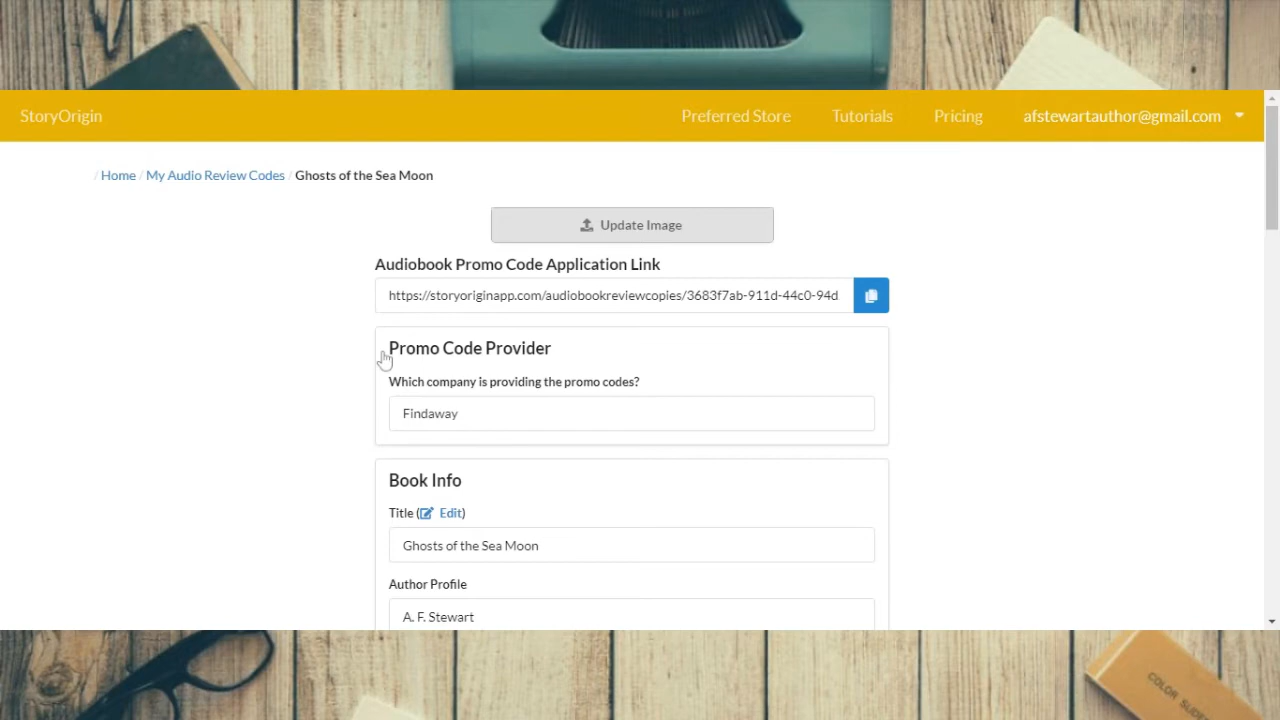 StoryOrigin
Preferred Store
Tutorials
Pricing
afstewartauthor@gmail.com
/ Home / My Audio Review Codes / Ghosts of the Sea Moon
Update Image
Audiobook Promo Code Application Link
https://storyoriginapp.com/audiobookreviewcopies/3683f7ab-911d-44c0-94d
Promo Code Provider
Which company is providing the promo codes?
Findaway
Book Info
Title (Edit)
Ghosts of the Sea Moon
Author Profile
A. F. Stewart
COLOR SLIDE